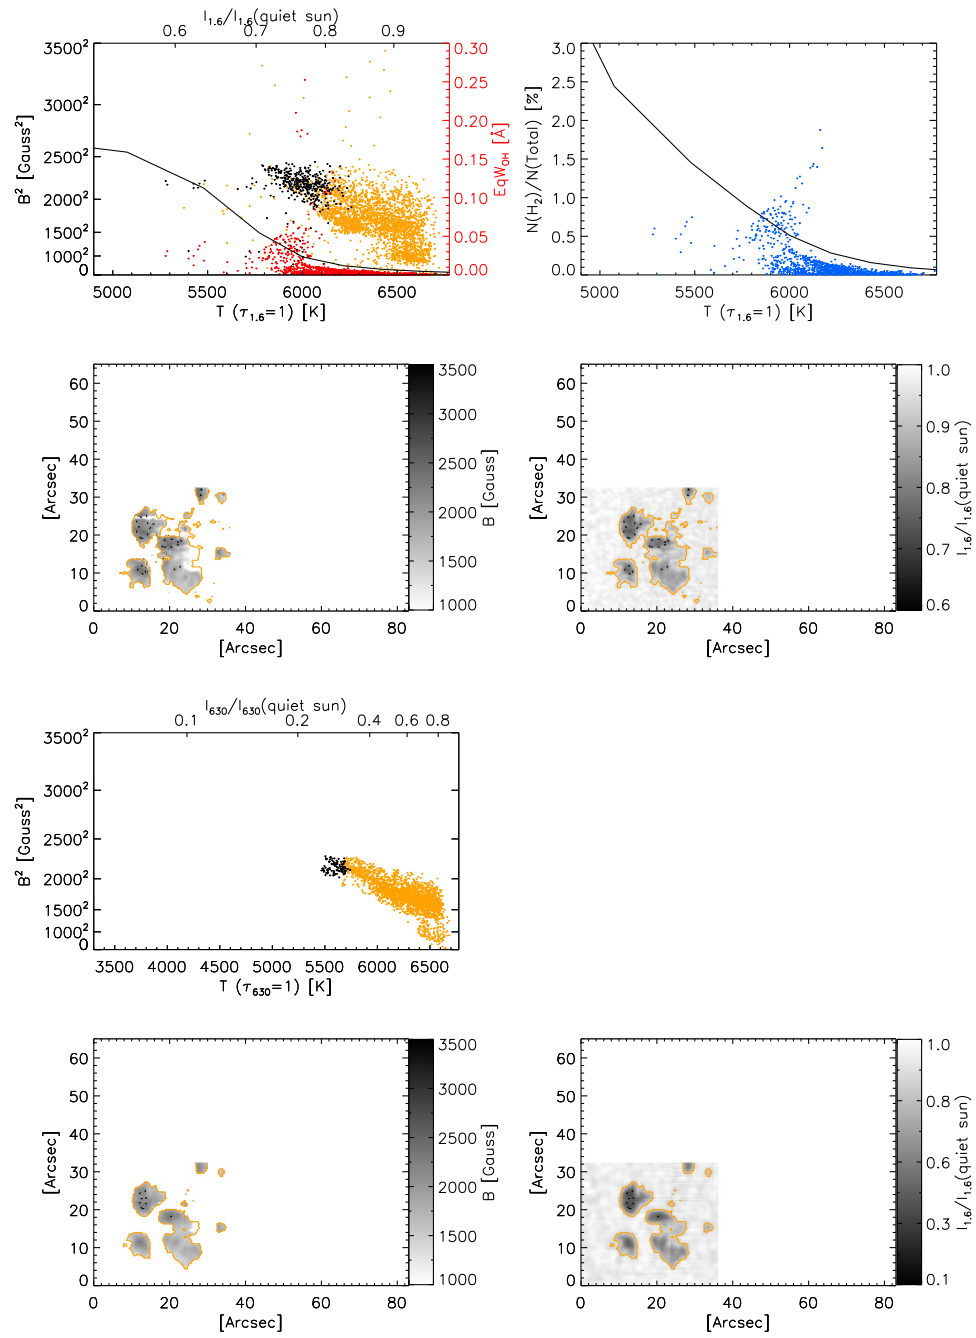 I1.6/I1.6(quiet sun)
0.6 0.7 0.8 0.9
3500² 3000² 2500² 2000² 1500² 1000² 0
B² [Gauss²]
0.30 0.25 0.20 0.15 0.10 0.05 0.00
EqWOH [Å]
5000 5500 6000 6500
T (τ1.6=1) [K]
3.0 2.5 2.0 1.5 1.0 0.5 0.0
N(H2)/N(Total) [%]
5000 5500 6000 6500
T (τ1.6=1) [K]
60 50 40 30 20 10 0
[Arcsec]
0 20 40 60 80
[Arcsec]
3500 3000 2500 2000 1500 1000
B [Gauss]
60 50 40 30 20 10 0
[Arcsec]
0 20 40 60 80
[Arcsec]
1.0 0.9 0.8 0.7 0.6
I1.6/I1.6(quiet sun)
I630/I630(quiet sun)
0.1 0.2 0.4 0.6 0.8
3500² 3000² 2500² 2000² 1500² 1000² 0
B² [Gauss²]
3500 4000 4500 5000 5500 6000 6500
T (τ630=1) [K]
60 50 40 30 20 10 0
[Arcsec]
0 20 40 60 80
[Arcsec]
3500 3000 2500 2000 1500 1000
B [Gauss]
60 50 40 30 20 10 0
[Arcsec]
0 20 40 60 80
[Arcsec]
1.0 0.8 0.6 0.3 0.1
I1.6/I1.6(quiet sun)